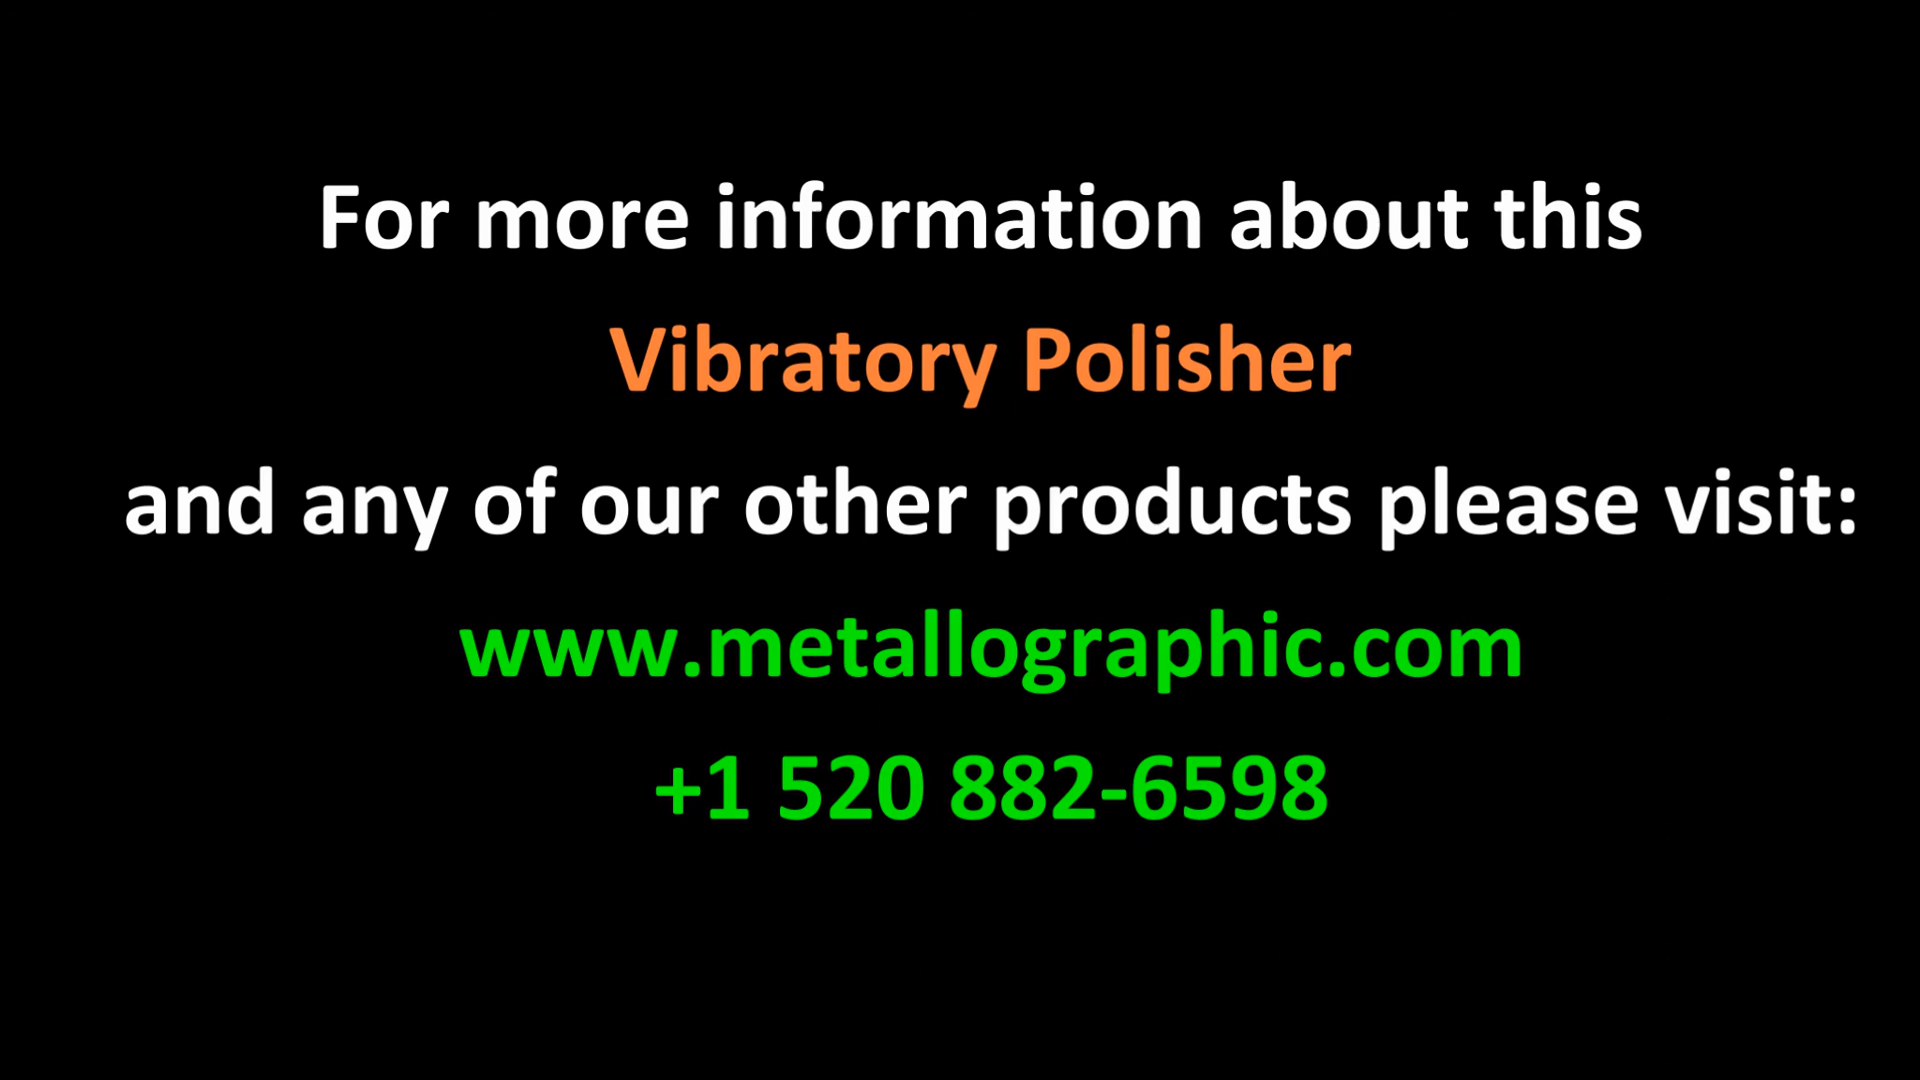 For more information about this
Vibratory Polisher
and any of our other products please visit:
www.metallographic.com
+1 520 882-6598